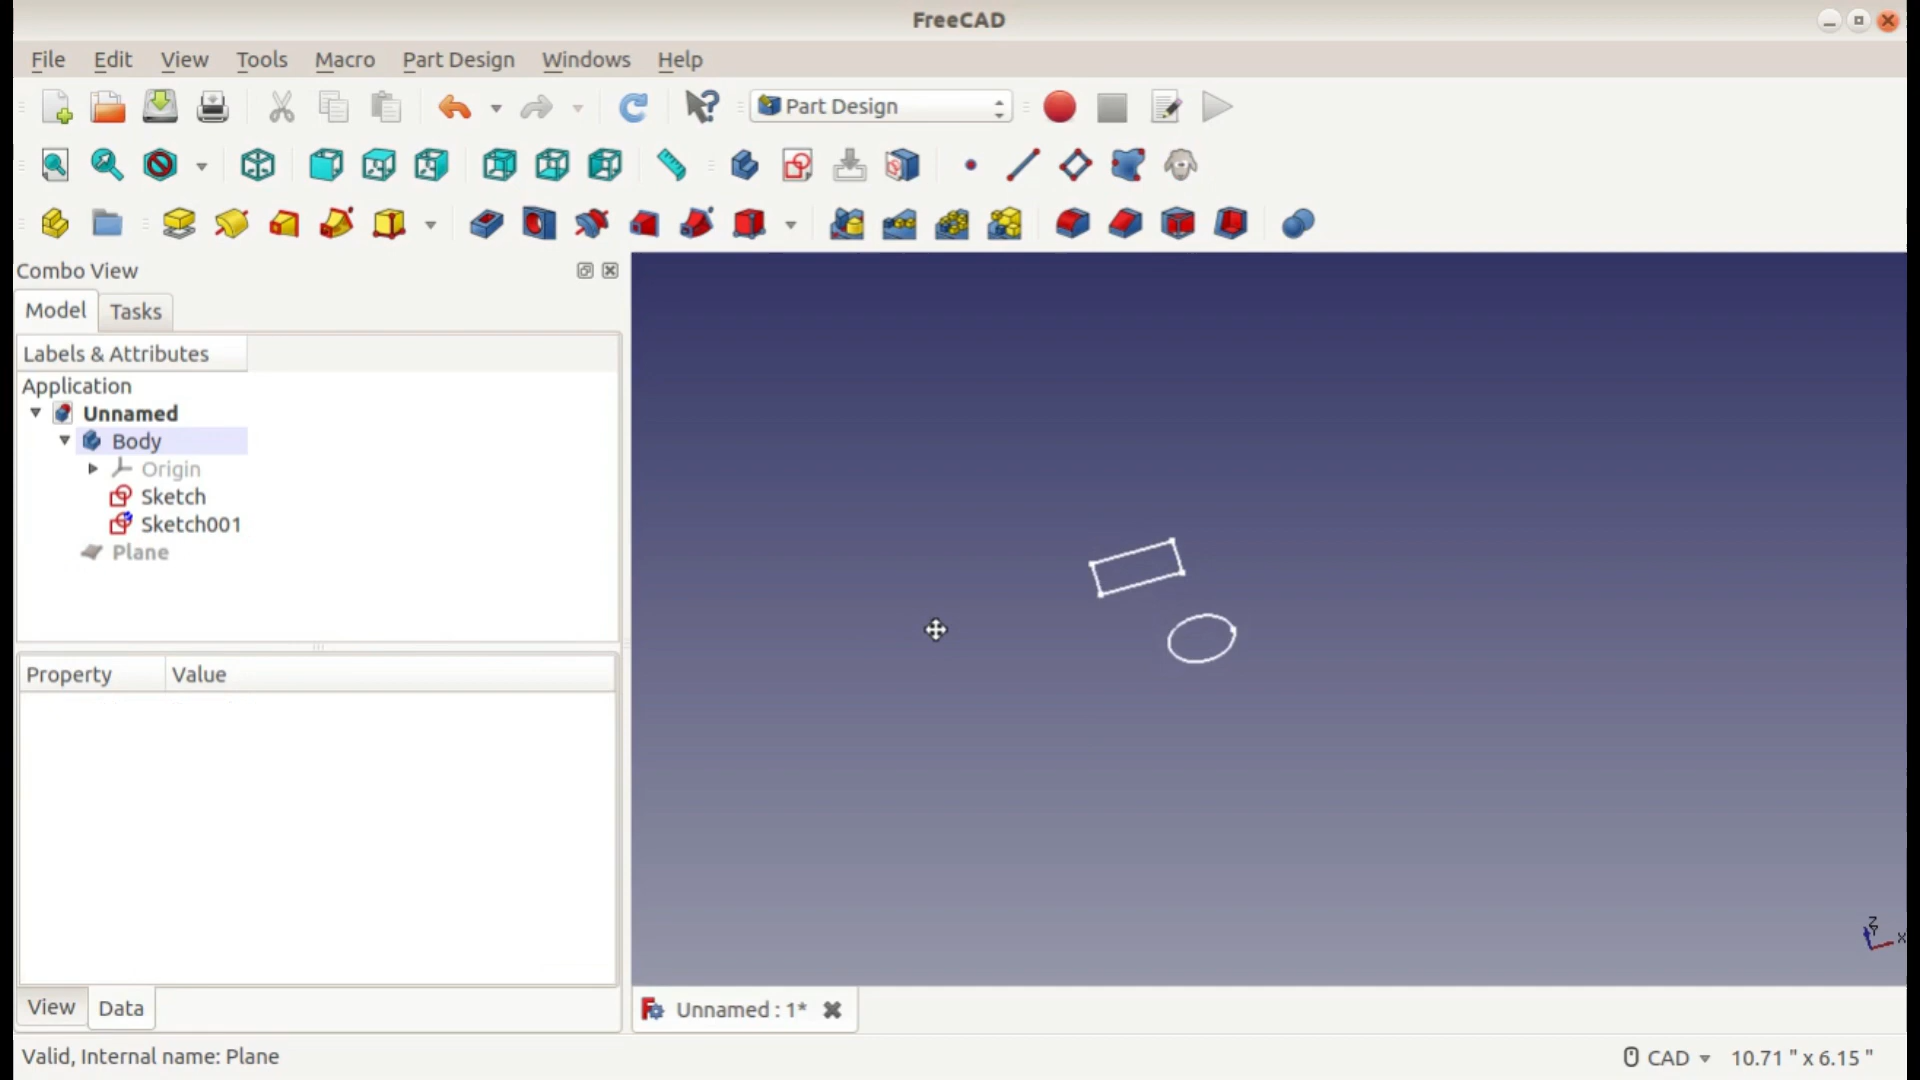 FreeCAD
File Edit View Tools Macro Part Design Windows Help
Part Design
Combo View
Model Tasks
Labels & Attributes
Application
Unnamed
Body
Origin
Sketch
Sketch001
Plane
Property Value
View Data
Unnamed : 1*
Z
Y
X
Valid, Internal name: Plane
CAD 10.71 " x 6.15 "